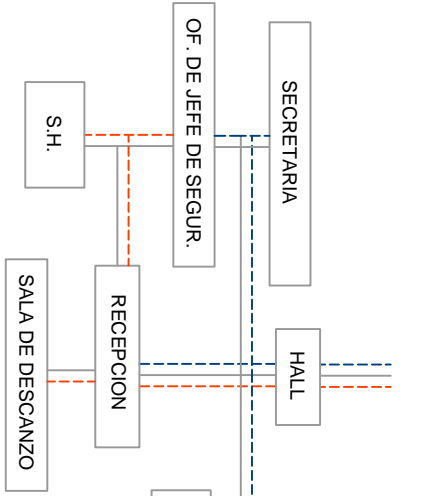 SECRETARIA
OF. DE JEFE DE SEGUR.
S.H.
HALL
RECEPCION
SALA DE DESCANZO